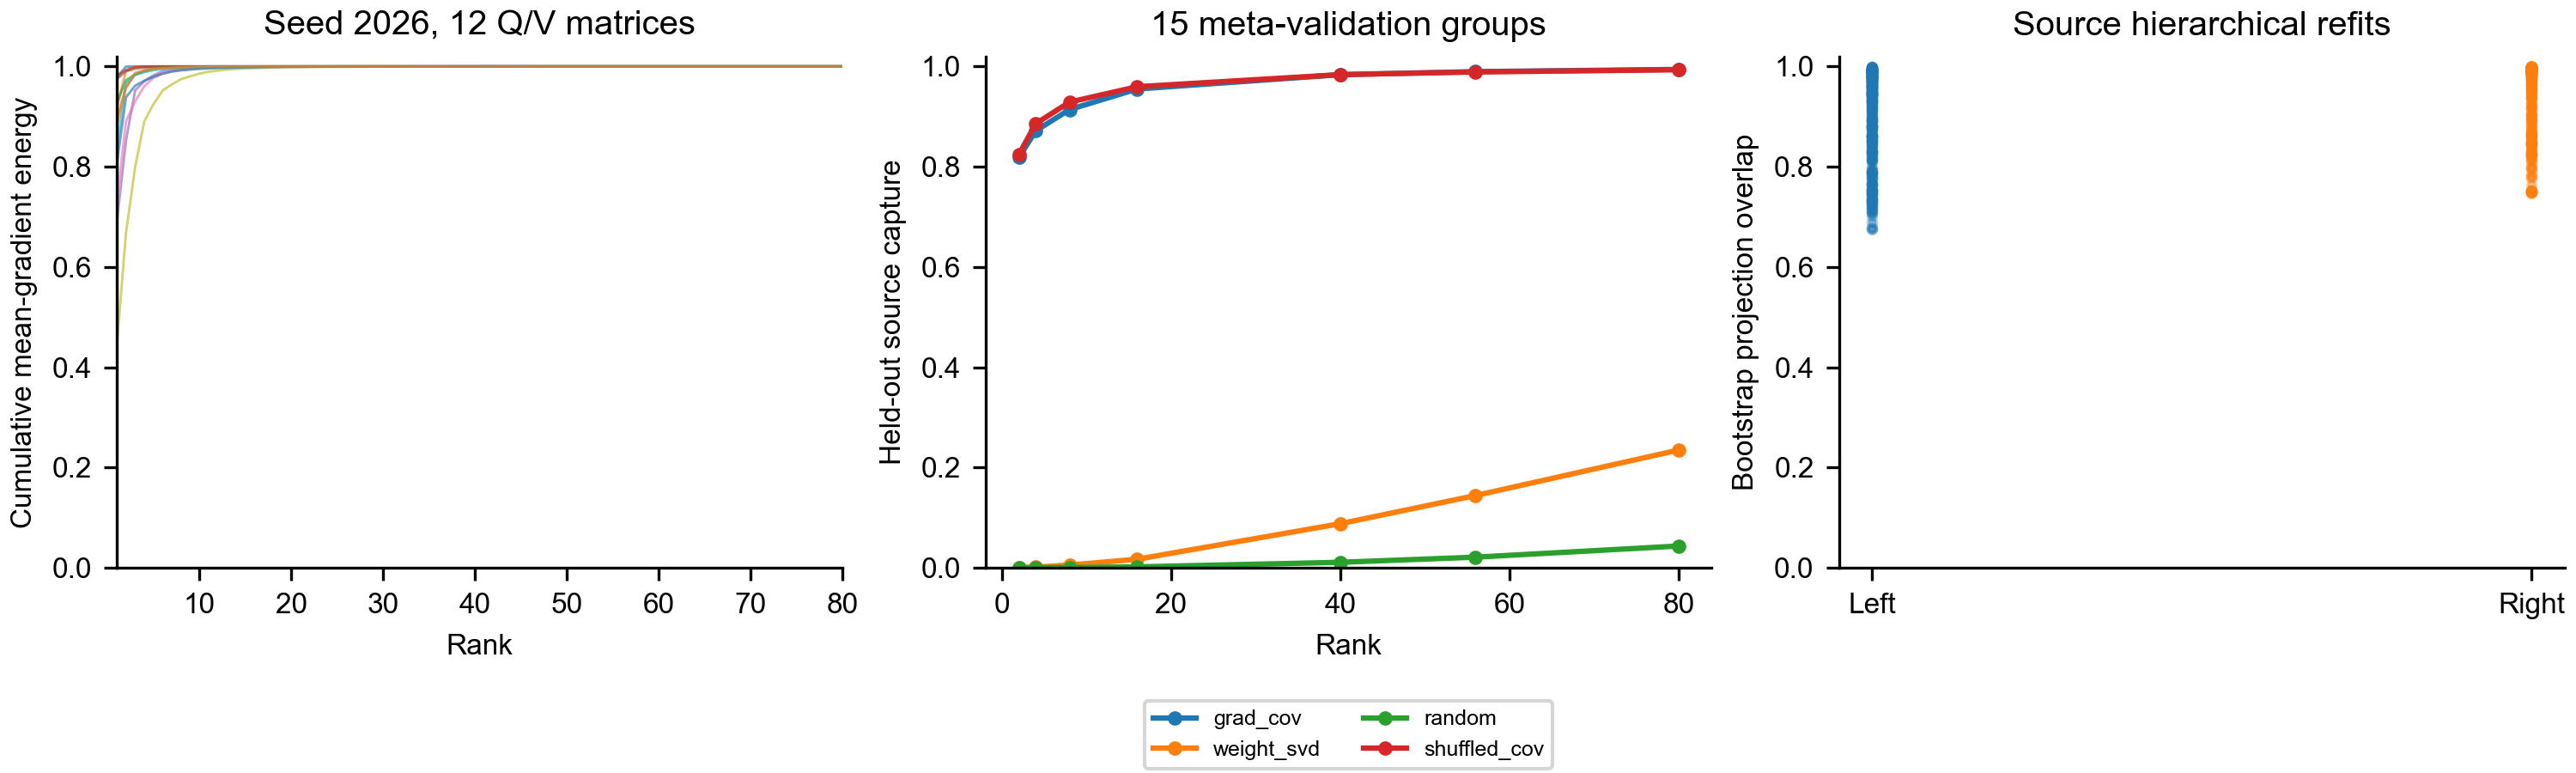 Seed 2026, 12 Q/V matrices
Cumulative mean-gradient energy
1.0
0.8
0.6
0.4
0.2
0.0
10 20 30 40 50 60 70 80
Rank
15 meta-validation groups
Held-out source capture
1.0
0.8
0.6
0.4
0.2
0.0
0 20 40 60 80
Rank
Source hierarchical refits
Bootstrap projection overlap
1.0
0.8
0.6
0.4
0.2
0.0
Left Right
grad_cov random
weight_svd shuffled_cov